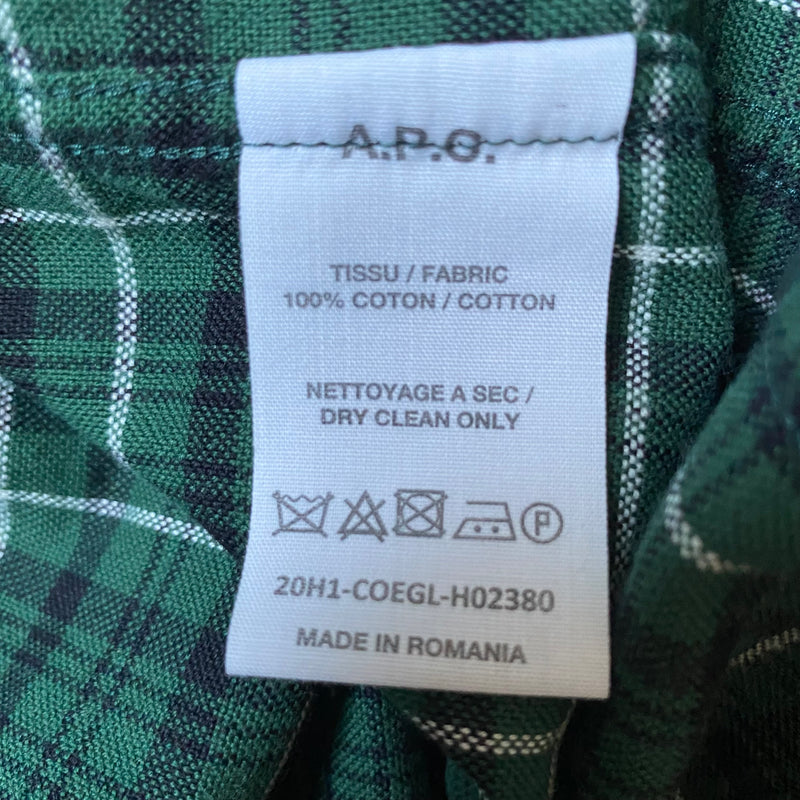 A.P.C.
TISSU / FABRIC
100% COTON / COTTON
NETTOYAGE A SEC /
DRY CLEAN ONLY
P
20H1-COEGL-H02380
MADE IN ROMANIA